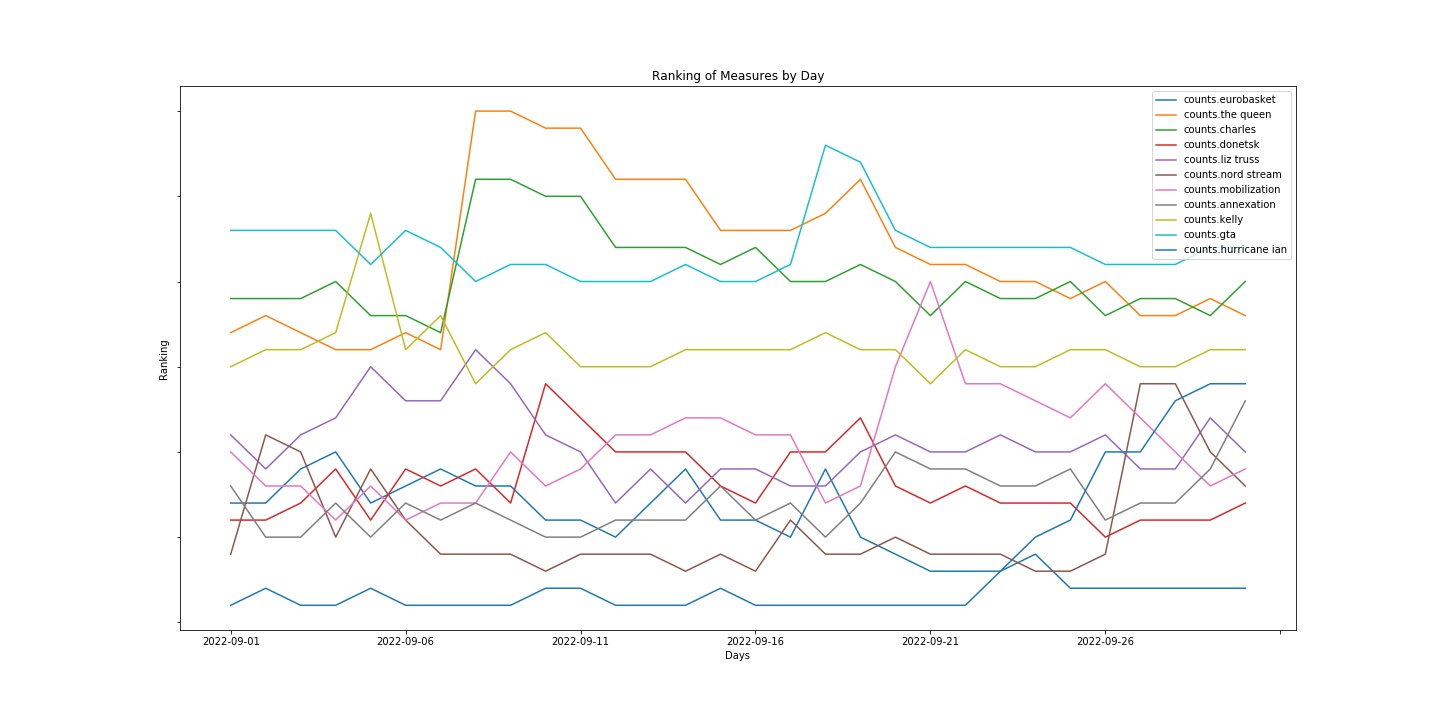 Ranking of Measures by Day
counts.eurobasket
counts.the queen
counts.charles
counts.donetsk
counts.liz truss
counts.nord stream
counts.mobilization
counts.annexation
counts.kelly
counts.gta
counts.hurricane ian
Ranking
2022-09-01 2022-09-06 2022-09-11 2022-09-16 2022-09-21 2022-09-26
Days